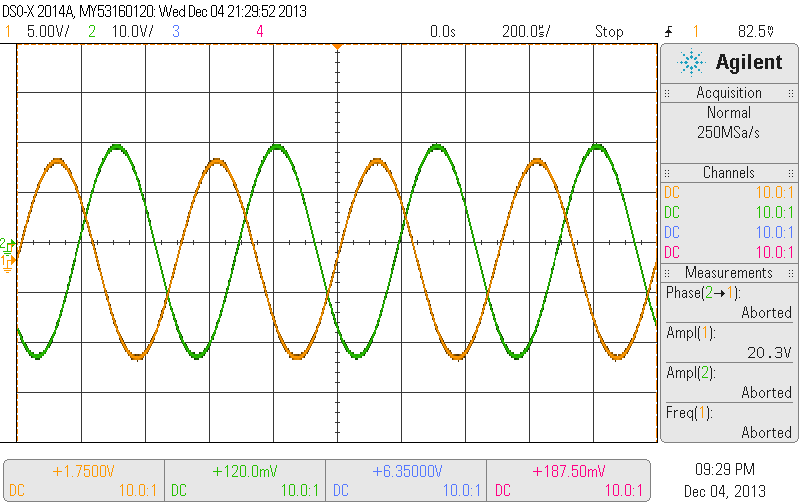 DSO-X 2014A, MY53160120: Wed Dec 04 21:29:52 2013
1 5.00V/ 2 10.0V/ 3 4 0.0s 200.0µs/ Stop 1 82.5%
Agilent
Acquisition
Normal
250MSa/s
Channels
DC 10.0:1
DC 10.0:1
DC 10.0:1
DC 10.0:1
Measurements
Phase(2→1):
Aborted
Ampl(1):
20.3V
Ampl(2):
Aborted
Freq(1):
Aborted
2
1
+1.7500V +120.0mV +6.35000V +187.50mV
DC 10.0:1 DC 10.0:1 DC 10.0:1 DC 10.0:1
09:29 PM
Dec 04, 2013